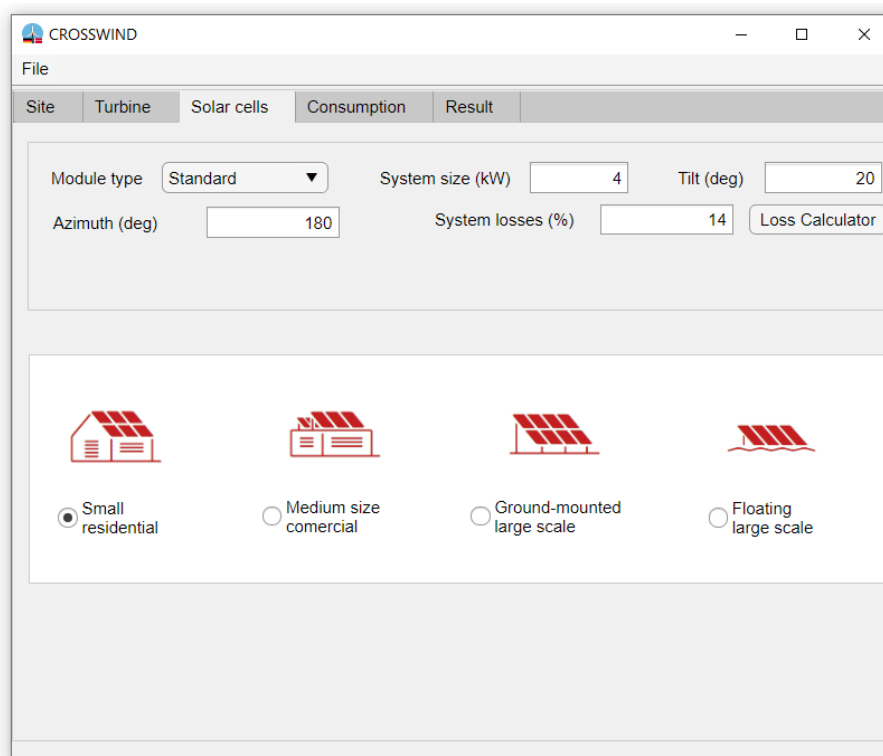 CROSSWIND
File
Site Turbine Solar cells Consumption Result
Module type Standard System size (kW) 4 Tilt (deg) 20
Azimuth (deg) 180 System losses (%) 14 Loss Calculator
Small
residential
Medium size
comercial
Ground-mounted
large scale
Floating
large scale